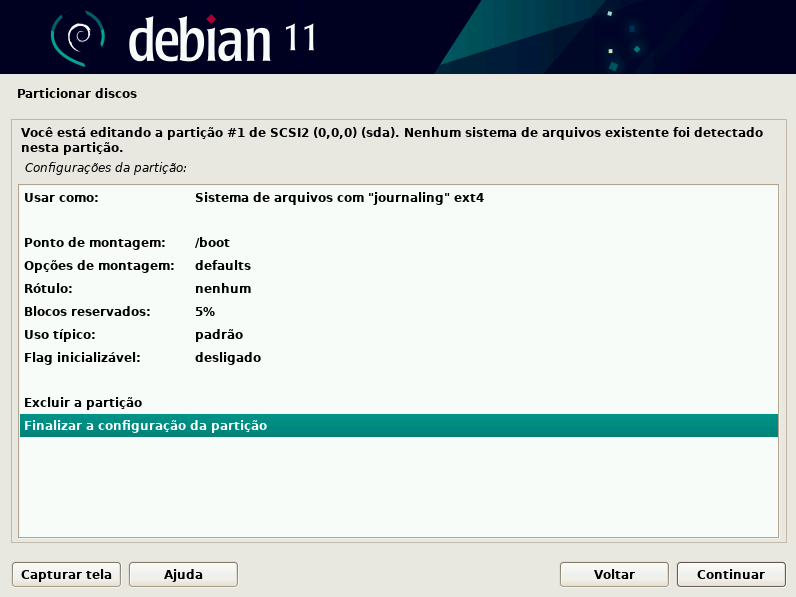 debian 11
Particionar discos
Você está editando a partição #1 de SCSI2 (0,0,0) (sda). Nenhum sistema de arquivos existente foi detectado
nesta partição.
Configurações da partição:
Usar como: Sistema de arquivos com "journaling" ext4
Ponto de montagem: /boot
Opções de montagem: defaults
Rótulo: nenhum
Blocos reservados: 5%
Uso típico: padrão
Flag inicializável: desligado
Excluir a partição
Finalizar a configuração da partição
Capturar tela Ajuda Voltar Continuar